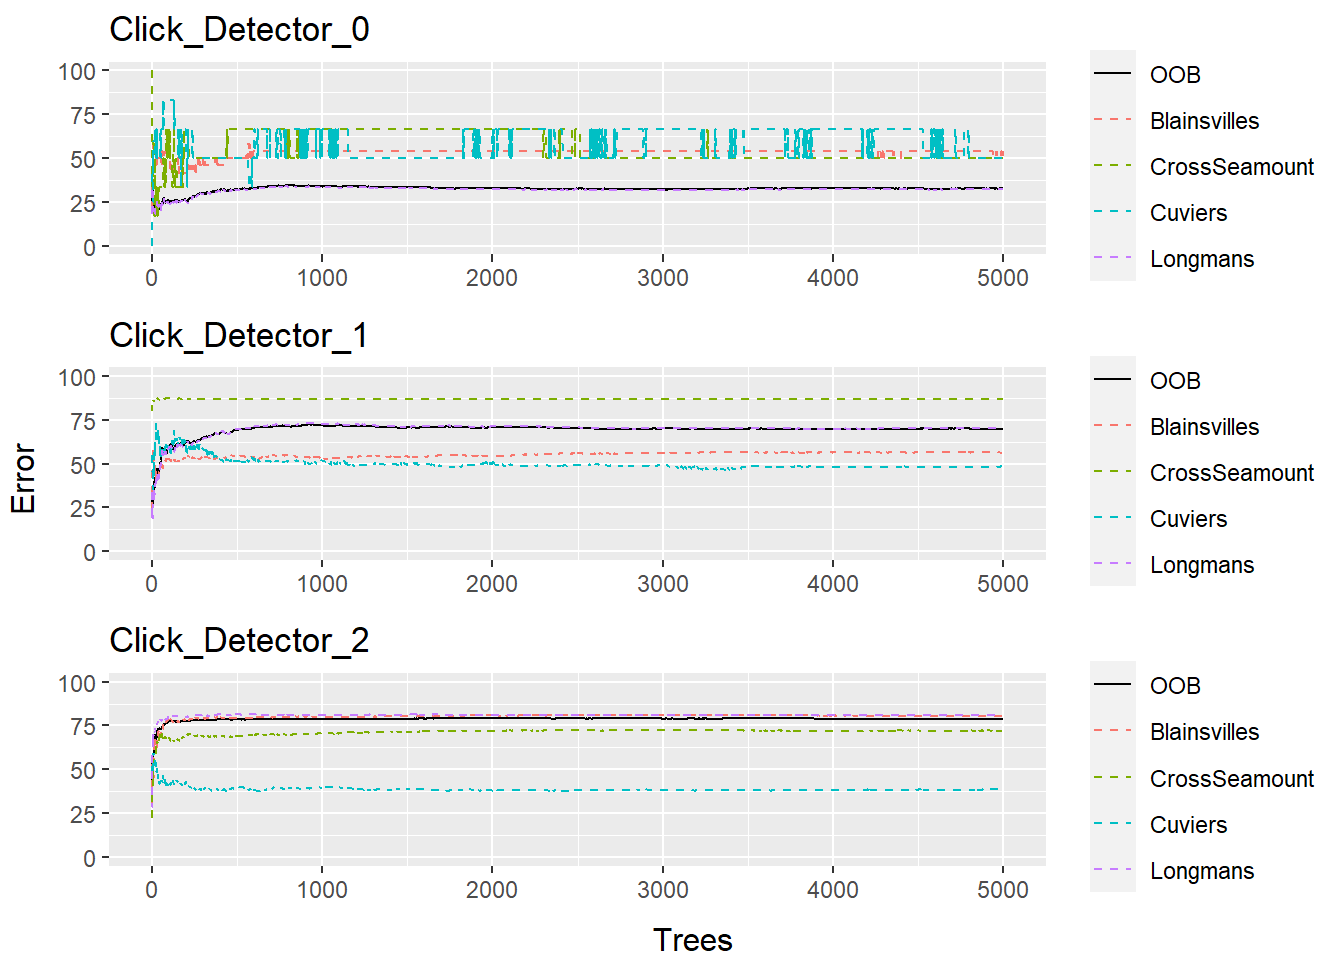 Click_Detector_0
100
75
50
25
0
0 1000 2000 3000 4000 5000
OOB
Blainsvilles
CrossSeamount
Cuviers
Longmans
Click_Detector_1
100
75
50
25
0
0 1000 2000 3000 4000 5000
OOB
Blainsvilles
CrossSeamount
Cuviers
Longmans
Error
Click_Detector_2
100
75
50
25
0
0 1000 2000 3000 4000 5000
OOB
Blainsvilles
CrossSeamount
Cuviers
Longmans
Trees